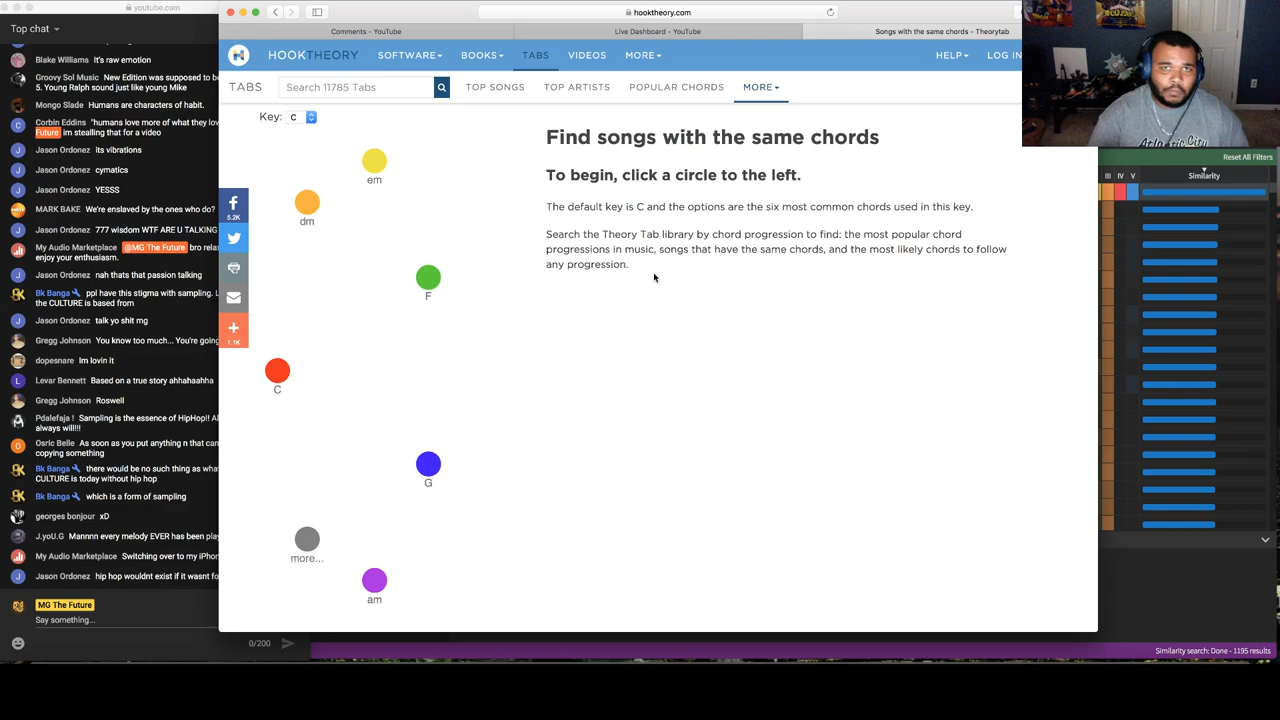 youtube.com
Top chat
Blake Williams It's raw emotion
Groovy Sol Music New Edition was supposed to b
5. Young Ralph sound just like young Mike
Mongo Slade Humans are characters of habit.
Corbin Eddins "humans love more of what they lov
Future im stealling that for a video
Jason Ordonez its vibrations
Jason Ordonez cymatics
Jason Ordonez YESSS
MARK BAKE We're enslaved by the ones who do?
Jason Ordonez 777 wisdom WTF ARE U TALKING
My Audio Marketplace @MG The Future bro relax
enjoy your enthusiasm.
Jason Ordonez nah thats that passion talking
Bk Banga ppl have this stigma with sampling. L
the CULTURE is based from
Jason Ordonez talk yo sh!t mg
Gregg Johnson You know too much... You're going
dopesnare Im lovin it
Levar Bennett Based on a true story ahhahaahha
Gregg Johnson Roswell
Pdalefaja ! Sampling is the essence of HipHop!! Al
always will!!!
Osric Belle As soon as you put anything n that can
copying something
Bk Banga there would be no such thing as what
CULTURE is today without hip hop
Bk Banga which is a form of sampling
georges bonjour xD
J.yoU.G Mannnn every melody EVER has been play
My Audio Marketplace Switching over to my iPhon
Jason Ordonez hip hop wouldnt exist if it wasnt fo
MG The Future
Say something...
0/200
hooktheory.com
Comments - YouTube
Live Dashboard - YouTube
Songs with the same chords - Theorytab
HOOKTHEORY SOFTWARE BOOKS TABS VIDEOS MORE HELP LOG IN
TABS Search 11785 Tabs TOP SONGS TOP ARTISTS POPULAR CHORDS MORE
Key: C
5.2K
1.1K
em
dm
F
C
G
more...
am
Find songs with the same chords
To begin, click a circle to the left.
The default key is C and the options are the six most common chords used in this key.
Search the Theory Tab library by chord progression to find: the most popular chord
progressions in music, songs that have the same chords, and the most likely chords to follow
any progression.
Reset All Filters
III IV V Similarity
Similarity search: Done - 1195 results